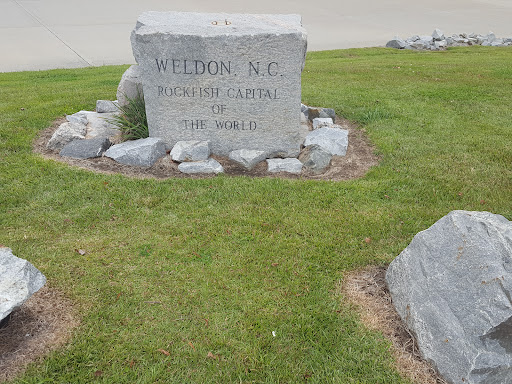 WELDON, N.C.
ROCKFISH CAPITAL
OF
THE WORLD